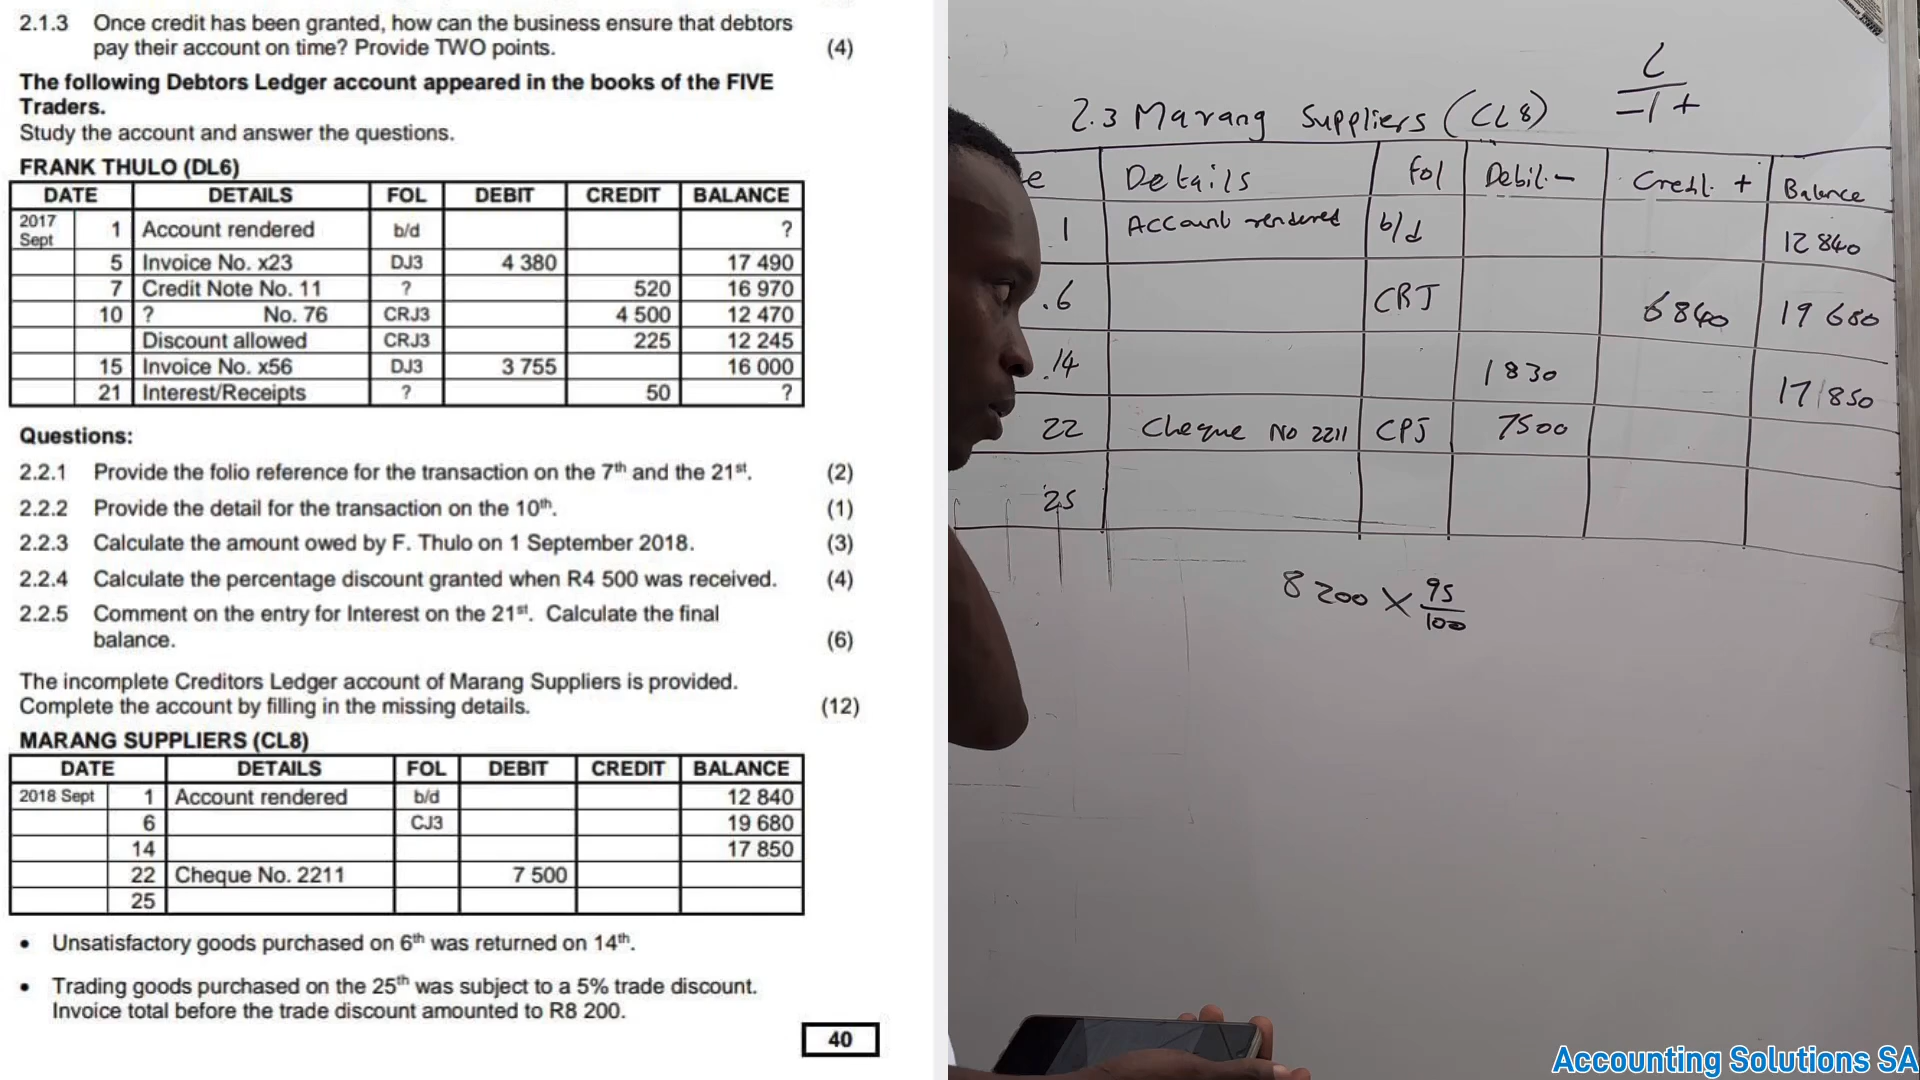 2.1.3 Once credit has been granted, how can the business ensure that debtors
pay their account on time? Provide TWO points. (4)
The following Debtors Ledger account appeared in the books of the FIVE
Traders.
Study the account and answer the questions.
FRANK THULO (DL6)
DATE DETAILS FOL DEBIT CREDIT BALANCE
2017
Sept 1 Account rendered b/d ?
5 Invoice No. x23 DJ3 4 380 17 490
7 Credit Note No. 11 ? 520 16 970
10 ? No. 76 CRJ3 4 500 12 470
Discount allowed CRJ3 225 12 245
15 Invoice No. x56 DJ3 3 755 16 000
21 Interest/Receipts ? 50 ?
Questions:
2.2.1 Provide the folio reference for the transaction on the 7th and the 21st. (2)
2.2.2 Provide the detail for the transaction on the 10th. (1)
2.2.3 Calculate the amount owed by F. Thulo on 1 September 2018. (3)
2.2.4 Calculate the percentage discount granted when R4 500 was received. (4)
2.2.5 Comment on the entry for Interest on the 21st. Calculate the final
balance. (6)
The incomplete Creditors Ledger account of Marang Suppliers is provided.
Complete the account by filling in the missing details. (12)
MARANG SUPPLIERS (CL8)
DATE DETAILS FOL DEBIT CREDIT BALANCE
2018 Sept 1 Account rendered b/d 12 840
6 CJ3 19 680
14 17 850
22 Cheque No. 2211 7 500
25
• Unsatisfactory goods purchased on 6th was returned on 14th.
• Trading goods purchased on the 25th was subject to a 5% trade discount.
Invoice total before the trade discount amounted to R8 200.
40
L
- | +
2.3 Marang Suppliers (CL8)
e Details Fol Debit - Credit + Balance
1 Account rendered b/d 12 840
6 CRJ 6840 19 680
14 1830 17 850
22 Cheque No 2211 CPJ 7500
25
8 200 × 95
100
Accounting Solutions SA